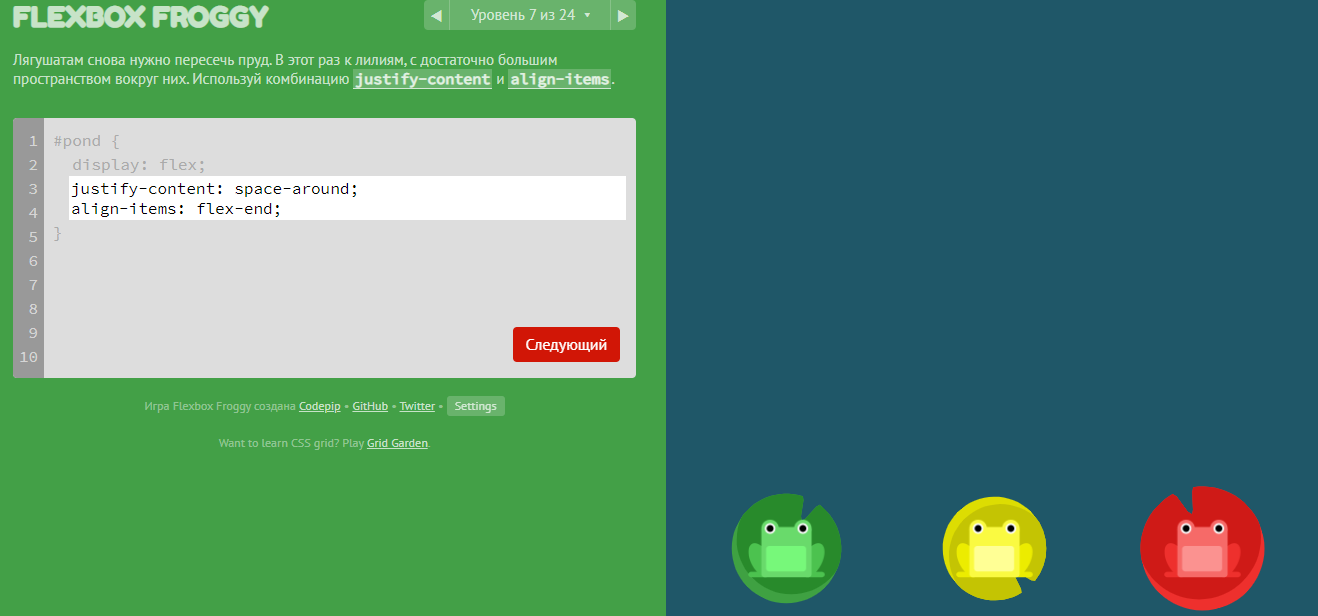 FLEXBOX FROGGY
◀ Уровень 7 из 24 ▼ ▶
Лягушатам снова нужно пересечь пруд. В этот раз к лилиям, с достаточно большим
пространством вокруг них. Используй комбинацию justify-content и align-items.
1 #pond {
2 display: flex;
3 justify-content: space-around;
4 align-items: flex-end;
5 }
6
7
8
9
10
Следующий
Игра Flexbox Froggy создана Codepip • GitHub • Twitter • Settings
Want to learn CSS grid? Play Grid Garden.